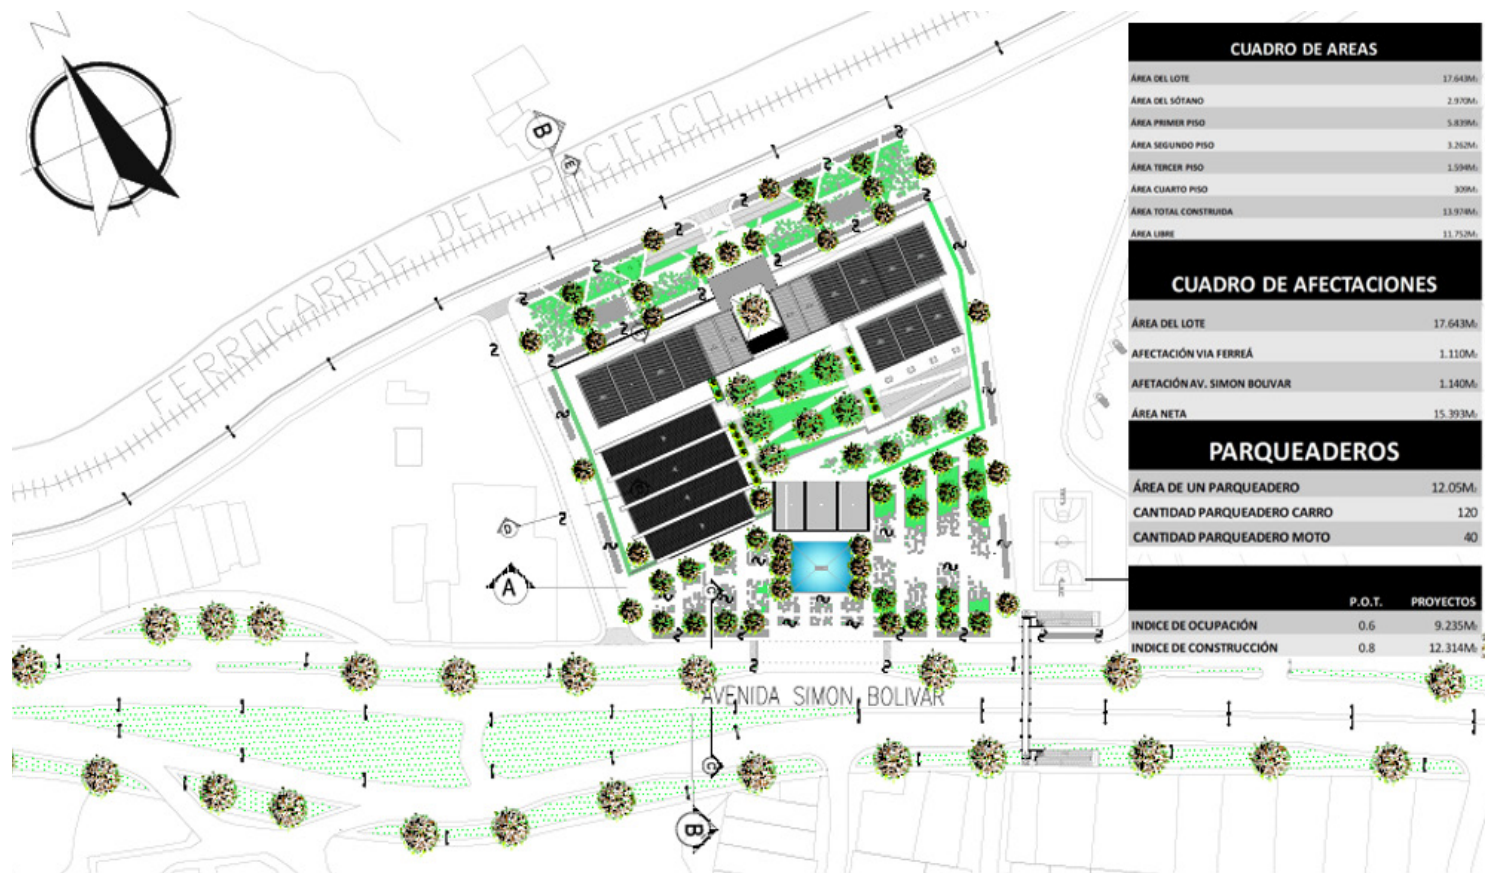 N
FERROCARRIL DEL PACIFICO
B
E
D
A
C
AVENIDA SIMON BOLIVAR
C
B
CUADRO DE AREAS
ÁREA DEL LOTE 17.643M²
ÁREA DEL SÓTANO 2.970M²
ÁREA PRIMER PISO 5.839M²
ÁREA SEGUNDO PISO 3.262M²
ÁREA TERCER PISO 1.594M²
ÁREA CUARTO PISO 309M²
ÁREA TOTAL CONSTRUIDA 13.974M²
ÁREA LIBRE 11.752M²
CUADRO DE AFECTACIONES
ÁREA DEL LOTE 17.643M²
AFECTACIÓN VIA FERREÁ 1.110M²
AFETACIÓN AV. SIMON BOLIVAR 1.140M²
ÁREA NETA 15.393M²
PARQUEADEROS
ÁREA DE UN PARQUEADERO 12.05M²
CANTIDAD PARQUEADERO CARRO 120
CANTIDAD PARQUEADERO MOTO 40
P.O.T. PROYECTOS
INDICE DE OCUPACIÓN 0.6 9.235M²
INDICE DE CONSTRUCCIÓN 0.8 12.314M²